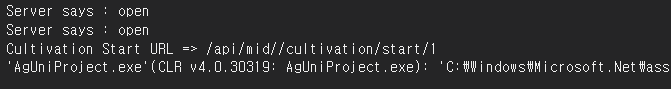 Server says : open
Server says : open
Cultivation Start URL => /api/mid//cultivation/start/1
'AgUniProject.exe'(CLR v4.0.30319: AgUniProject.exe): 'C:₩Windows₩Microsoft.Net₩ass